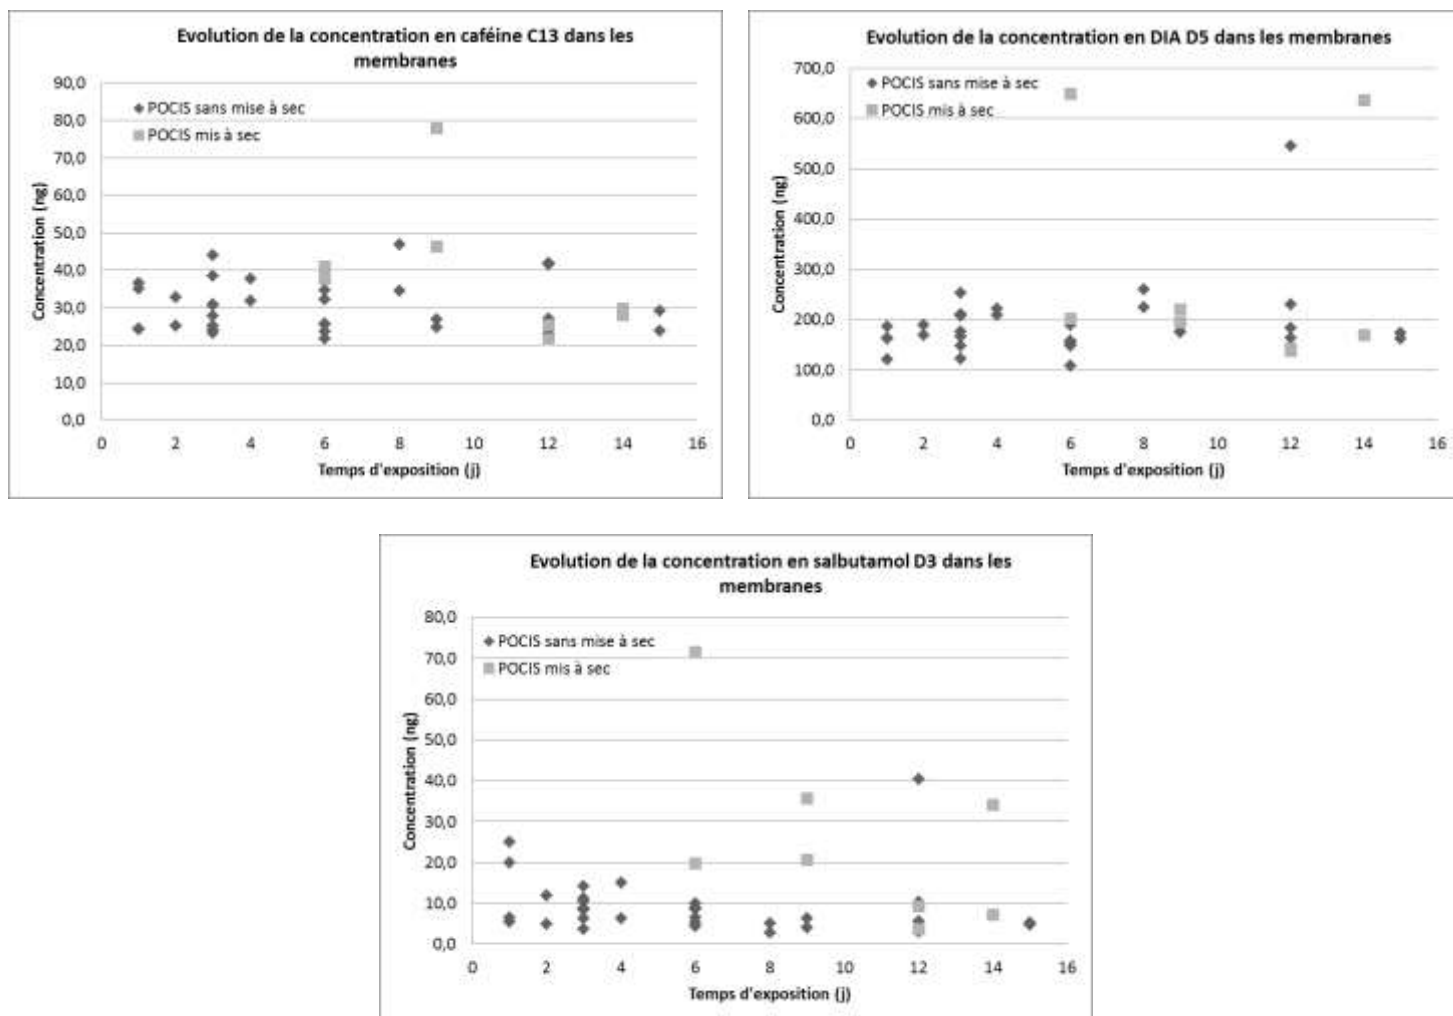 Evolution de la concentration en caféine C13 dans les
membranes
90,0
80,0
70,0
60,0
50,0
40,0
30,0
20,0
10,0
0,0
POCIS sans mise à sec
POCIS mis à sec
Concentration (ng)
0 2 4 6 8 10 12 14 16
Temps d'exposition (j)
Evolution de la concentration en DIA D5 dans les membranes
700,0
600,0
500,0
400,0
300,0
200,0
100,0
0,0
POCIS sans mise à sec
POCIS mis à sec
Concentration (ng)
0 2 4 6 8 10 12 14 16
Temps d'exposition (j)
Evolution de la concentration en salbutamol D3 dans les
membranes
80,0
70,0
60,0
50,0
40,0
30,0
20,0
10,0
0,0
POCIS sans mise à sec
POCIS mis à sec
Concentration (ng)
0 2 4 6 8 10 12 14 16
Temps d'exposition (j)